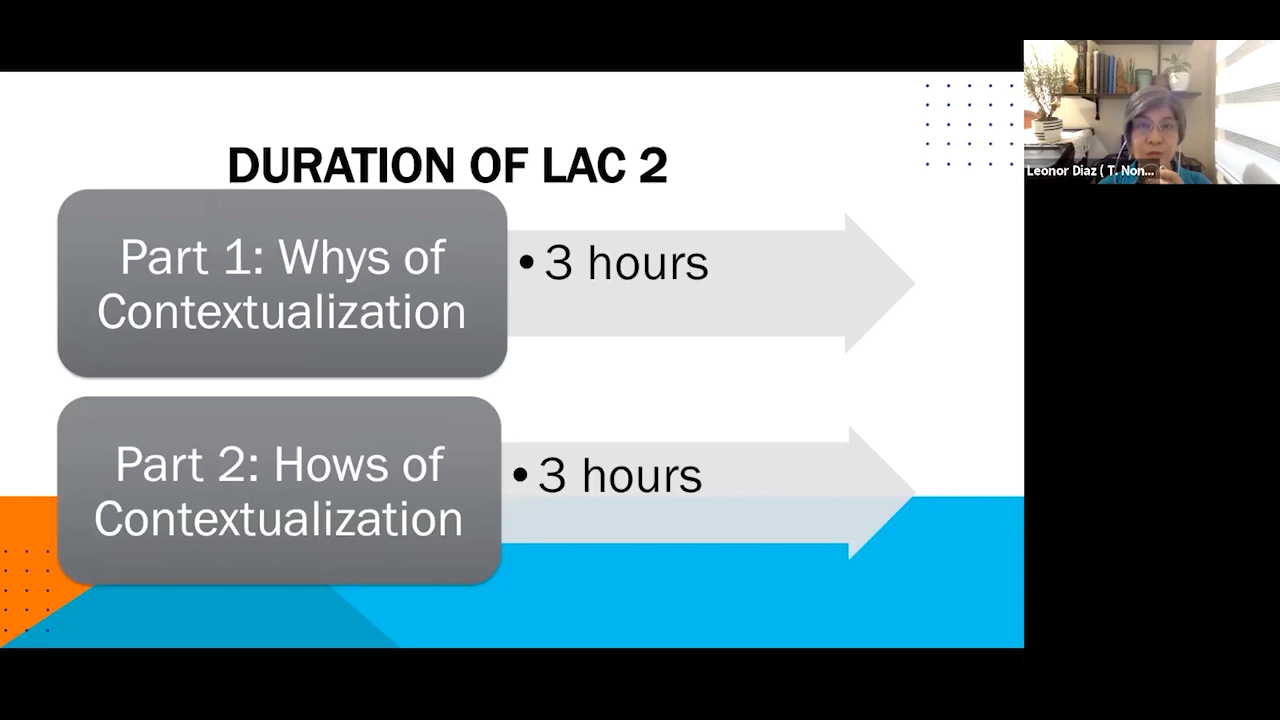 DURATION OF LAC 2
Part 1: Whys of
Contextualization
• 3 hours
Part 2: Hows of
Contextualization
• 3 hours
Leonor Diaz ( T. Non...